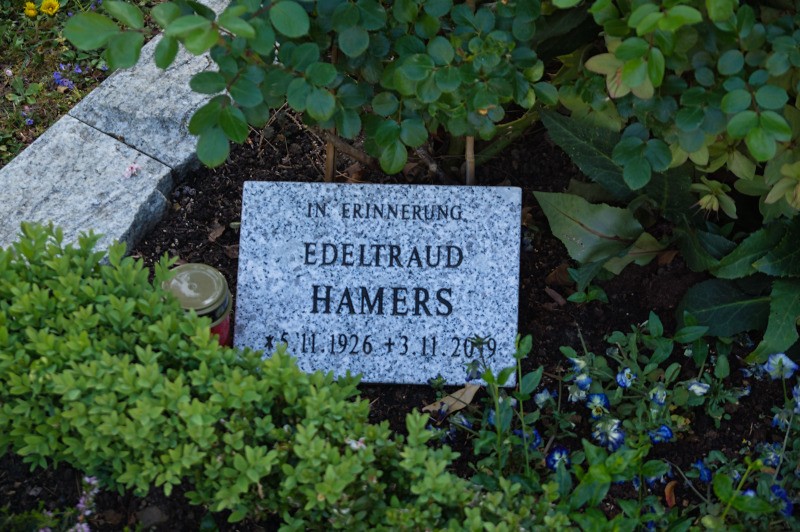 IN ERINNERUNG
EDELTRAUD
HAMERS
*5.11.1926 +3.11.2019